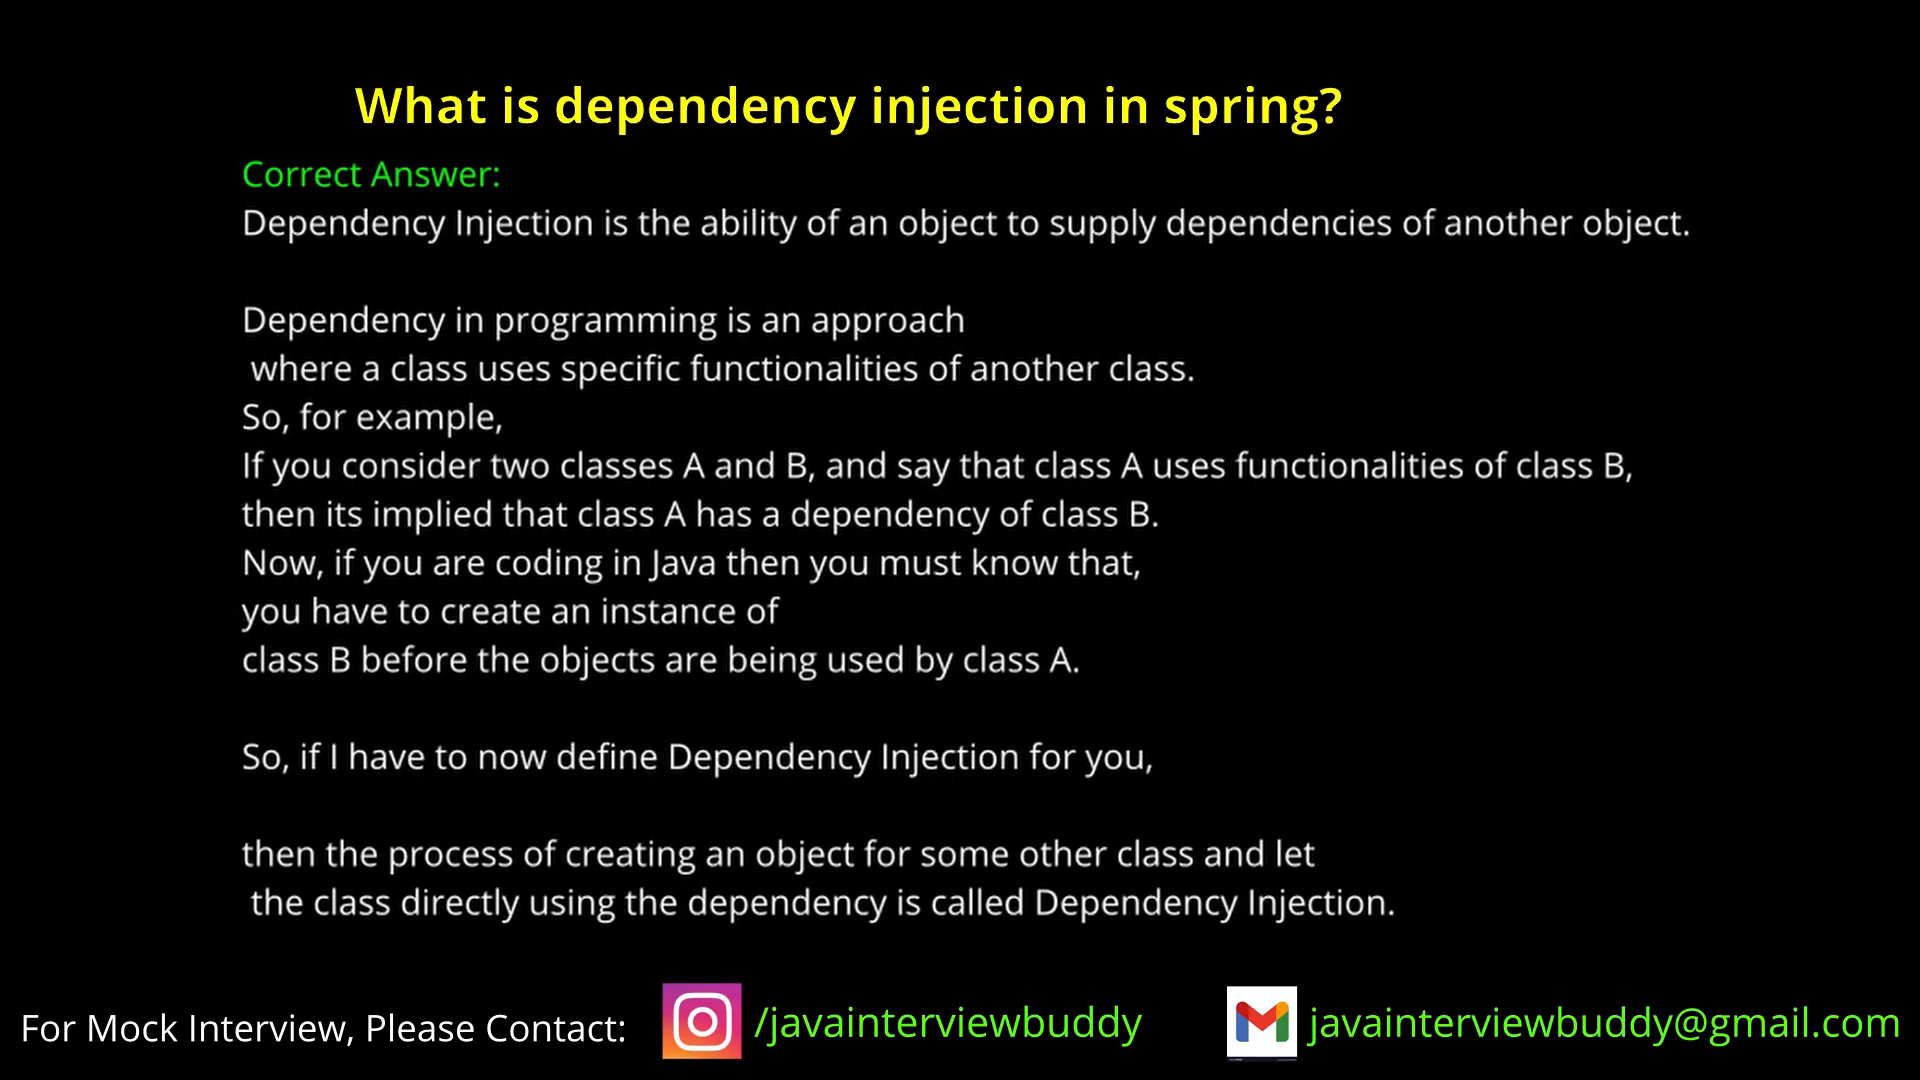 What is dependency injection in spring?
Correct Answer:
Dependency Injection is the ability of an object to supply dependencies of another object.
Dependency in programming is an approach
where a class uses specific functionalities of another class.
So, for example,
If you consider two classes A and B, and say that class A uses functionalities of class B,
then its implied that class A has a dependency of class B.
Now, if you are coding in Java then you must know that,
you have to create an instance of
class B before the objects are being used by class A.
So, if I have to now define Dependency Injection for you,
then the process of creating an object for some other class and let
the class directly using the dependency is called Dependency Injection.
For Mock Interview, Please Contact: /javainterviewbuddy javainterviewbuddy@gmail.com